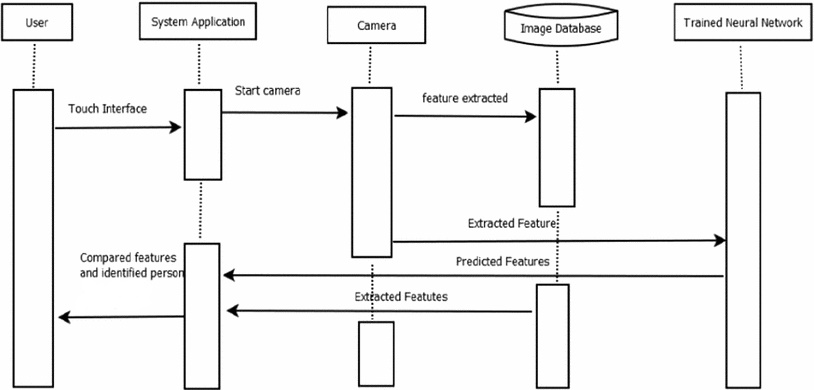 User
System Application
Camera
Image Database
Trained Neural Network
Touch Interface
Start camera
feature extracted
Extracted Feature
Compared features
and identified person
Predicted Features
Extracted Featutes